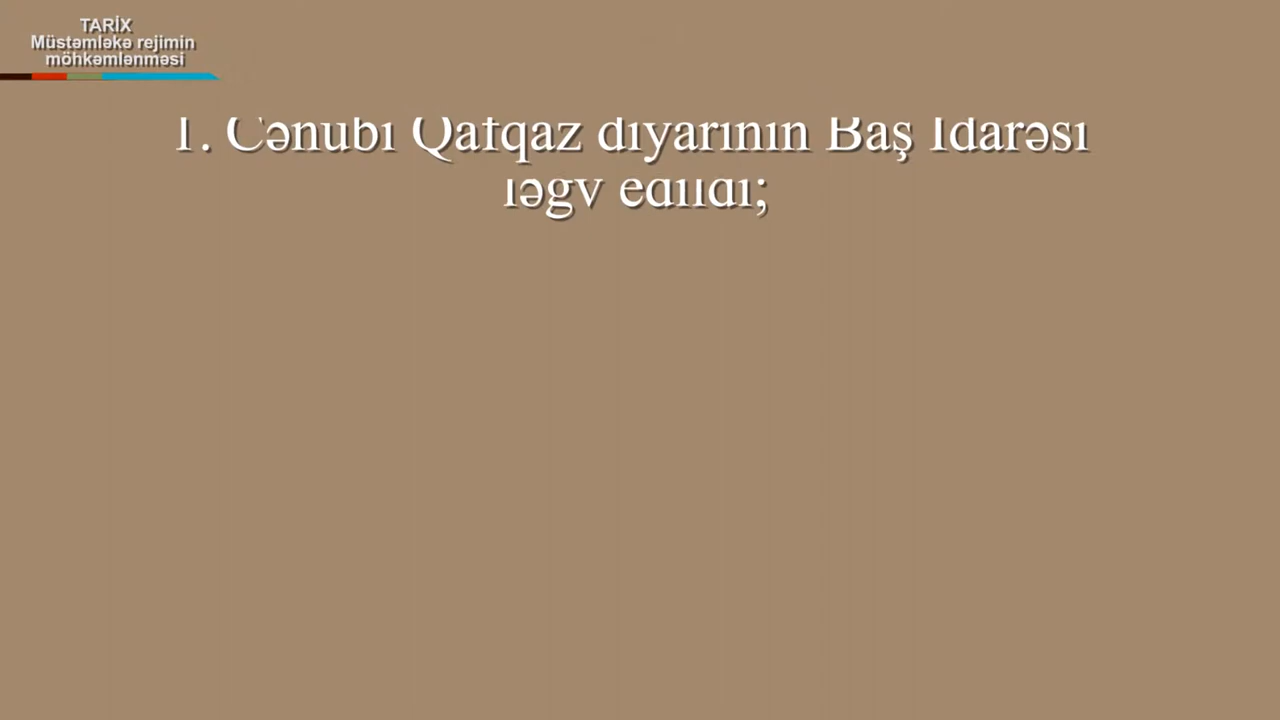 TARİX
Müstəmləkə rejimin
möhkəmlənməsi
1. Cənubi Qafqaz diyarının Baş İdarəsi
ləğv edildi;